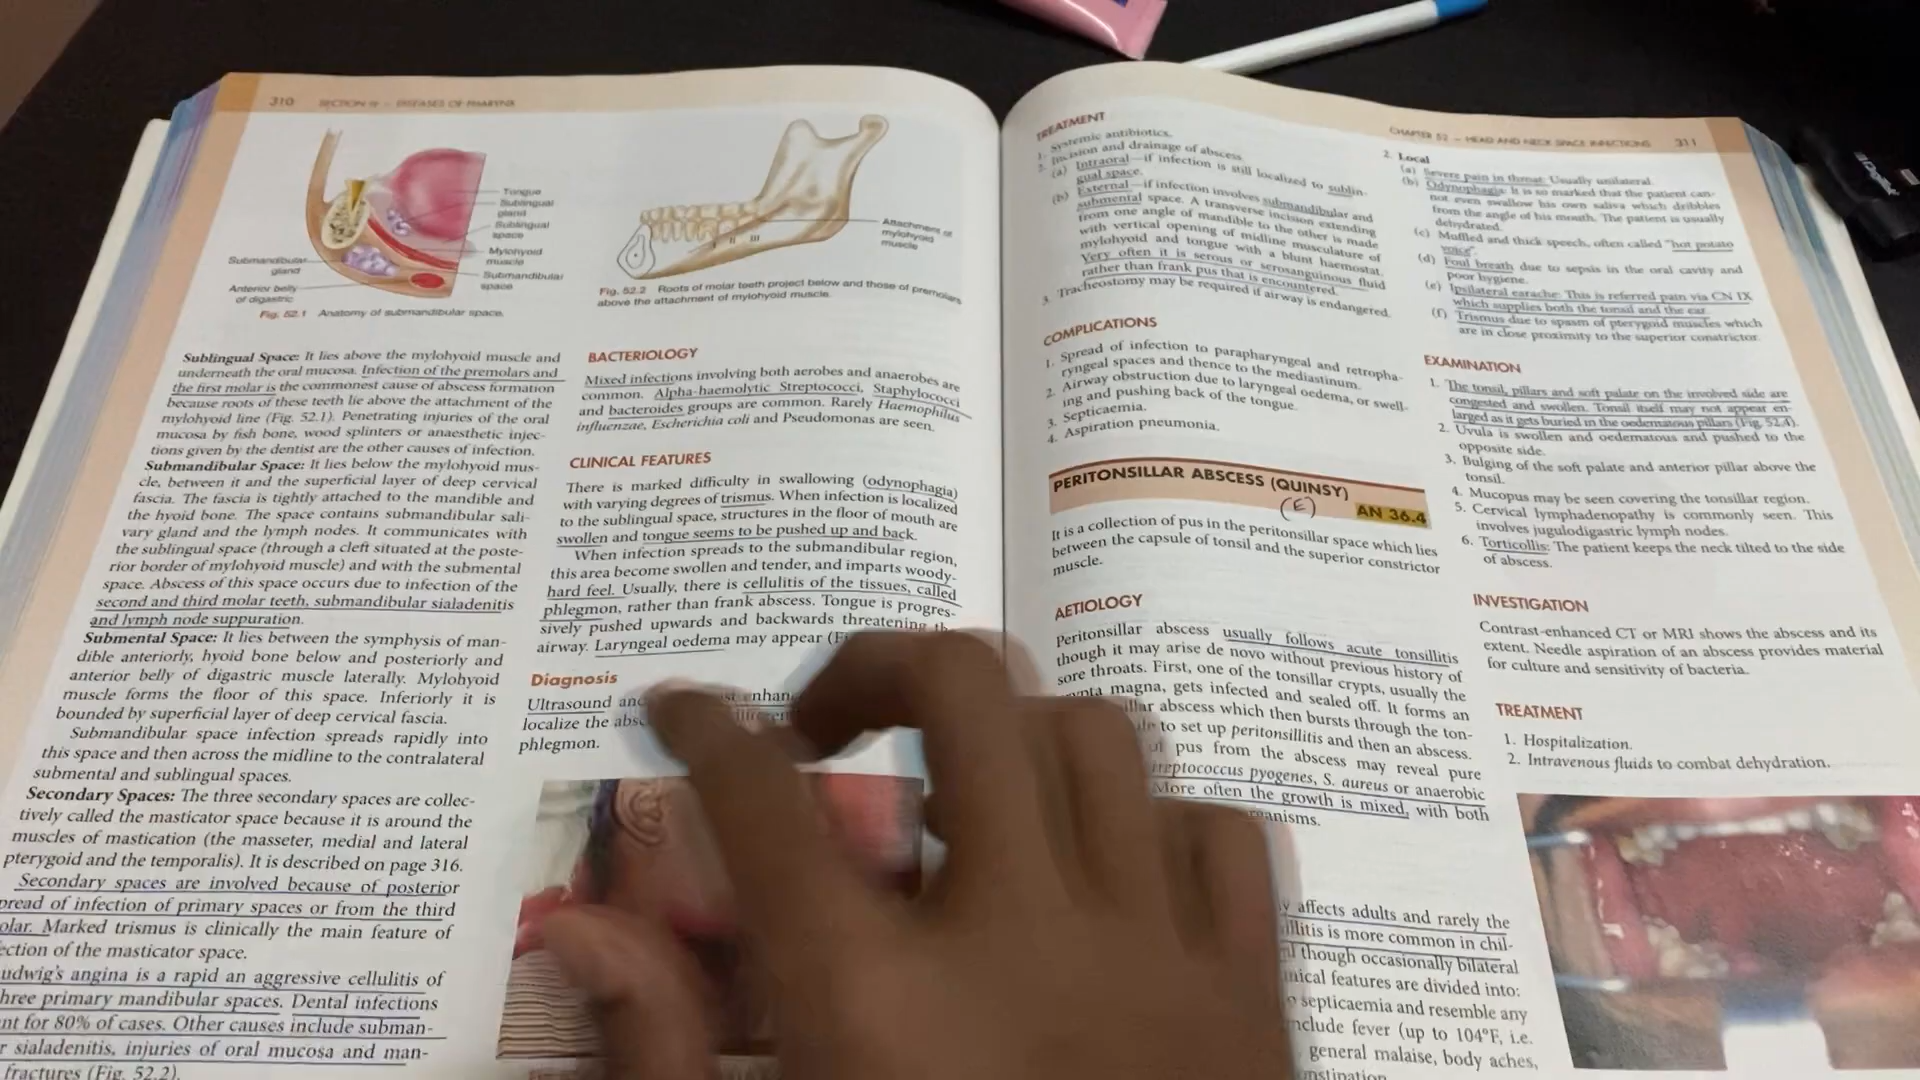 310 SECTION IV – DISEASES OF PHARYNX
Tongue
Sublingual
gland
Sublingual
space
Mylohyoid
muscle
Submandibular
space
Submandibular
gland
Anterior belly
of digastric
Fig. 52.1 Anatomy of submandibular space.
I II III
Attachment of
mylohyoid
muscle
Fig. 52.2 Roots of molar teeth project below and those of premolars
above the attachment of mylohyoid muscle.
Sublingual Space: It lies above the mylohyoid muscle and
underneath the oral mucosa. Infection of the premolars and
the first molar is the commonest cause of abscess formation
because roots of these teeth lie above the attachment of the
mylohyoid line (Fig. 52.1). Penetrating injuries of the oral
mucosa by fish bone, wood splinters or anaesthetic injec-
tions given by the dentist are the other causes of infection.
Submandibular Space: It lies below the mylohyoid mus-
cle, between it and the superficial layer of deep cervical
fascia. The fascia is tightly attached to the mandible and
the hyoid bone. The space contains submandibular sali-
vary gland and the lymph nodes. It communicates with
the sublingual space (through a cleft situated at the poste-
rior border of mylohyoid muscle) and with the submental
space. Abscess of this space occurs due to infection of the
second and third molar teeth, submandibular sialadenitis
and lymph node suppuration.
Submental Space: It lies between the symphysis of man-
dible anteriorly, hyoid bone below and posteriorly and
anterior belly of digastric muscle laterally. Mylohyoid
muscle forms the floor of this space. Inferiorly it is
bounded by superficial layer of deep cervical fascia.
Submandibular space infection spreads rapidly into
this space and then across the midline to the contralateral
submental and sublingual spaces.
Secondary Spaces: The three secondary spaces are collec-
tively called the masticator space because it is around the
muscles of mastication (the masseter, medial and lateral
pterygoid and the temporalis). It is described on page 316.
Secondary spaces are involved because of posterior
pread of infection of primary spaces or from the third
olar. Marked trismus is clinically the main feature of
ection of the masticator space.
udwig's angina is a rapid an aggressive cellulitis of
hree primary mandibular spaces. Dental infections
nt for 80% of cases. Other causes include subman-
r sialadenitis, injuries of oral mucosa and man-
fractures (Fig. 52.2).
BACTERIOLOGY
Mixed infections involving both aerobes and anaerobes are
common. Alpha-haemolytic Streptococci, Staphylococci
and bacteroides groups are common. Rarely Haemophilus
influenzae, Escherichia coli and Pseudomonas are seen.
CLINICAL FEATURES
There is marked difficulty in swallowing (odynophagia)
with varying degrees of trismus. When infection is localized
to the sublingual space, structures in the floor of mouth are
swollen and tongue seems to be pushed up and back.
When infection spreads to the submandibular region,
this area become swollen and tender, and imparts woody-
hard feel. Usually, there is cellulitis of the tissues, called
phlegmon, rather than frank abscess. Tongue is progres-
sively pushed upwards and backwards threatening th
airway. Laryngeal oedema may appear (Fi
Diagnosis
Ultrasound and st enhan
localize the absc differen
phlegmon.
CHAPTER 52 – HEAD AND NECK SPACE INFECTIONS 311
TREATMENT
1. Systemic antibiotics.
2. Incision and drainage of abscess.
(a) Intraoral—if infection is still localized to sublin-
gual space.
(b) External—if infection involves submandibular and
submental space. A transverse incision extending
from one angle of mandible to the other is made
with vertical opening of midline musculature of
mylohyoid and tongue with a blunt haemostat.
Very often it is serous or serosanguinous fluid
rather than frank pus that is encountered.
3. Tracheostomy may be required if airway is endangered.
COMPLICATIONS
1. Spread of infection to parapharyngeal and retropha-
ryngeal spaces and thence to the mediastinum.
2. Airway obstruction due to laryngeal oedema, or swell-
ing and pushing back of the tongue.
3. Septicaemia.
4. Aspiration pneumonia.
PERITONSILLAR ABSCESS (QUINSY)
(E) AN 36.4
It is a collection of pus in the peritonsillar space which lies
between the capsule of tonsil and the superior constrictor
muscle.
AETIOLOGY
Peritonsillar abscess usually follows acute tonsillitis
though it may arise de novo without previous history of
sore throats. First, one of the tonsillar crypts, usually the
ypta magna, gets infected and sealed off. It forms an
llar abscess which then bursts through the ton-
to set up peritonsillitis and then an abscess.
of pus from the abscess may reveal pure
treptococcus pyogenes, S. aureus or anaerobic
More often the growth is mixed, with both
ganisms.
y affects adults and rarely the
illitis is more common in chil-
l though occasionally bilateral
inical features are divided into:
septicaemia and resemble any
nclude fever (up to 104°F, i.e.
general malaise, body aches,
onstipation
2. Local
(a) Severe pain in throat: Usually unilateral.
(b) Odynophagia: It is so marked that the patient can-
not even swallow his own saliva which dribbles
from the angle of his mouth. The patient is usually
dehydrated.
(c) Muffled and thick speech, often called "hot potato
voice".
(d) Foul breath due to sepsis in the oral cavity and
poor hygiene.
(e) Ipsilateral earache: This is referred pain via CN IX
which supplies both the tonsil and the ear.
(f) Trismus due to spasm of pterygoid muscles which
are in close proximity to the superior constrictor.
EXAMINATION
1. The tonsil, pillars and soft palate on the involved side are
congested and swollen. Tonsil itself may not appear en-
larged as it gets buried in the oedematous pillars (Fig. 52.4).
2. Uvula is swollen and oedematous and pushed to the
opposite side.
3. Bulging of the soft palate and anterior pillar above the
tonsil.
4. Mucopus may be seen covering the tonsillar region.
5. Cervical lymphadenopathy is commonly seen. This
involves jugulodigastric lymph nodes.
6. Torticollis: The patient keeps the neck tilted to the side
of abscess.
INVESTIGATION
Contrast-enhanced CT or MRI shows the abscess and its
extent. Needle aspiration of an abscess provides material
for culture and sensitivity of bacteria.
TREATMENT
1. Hospitalization.
2. Intravenous fluids to combat dehydration.